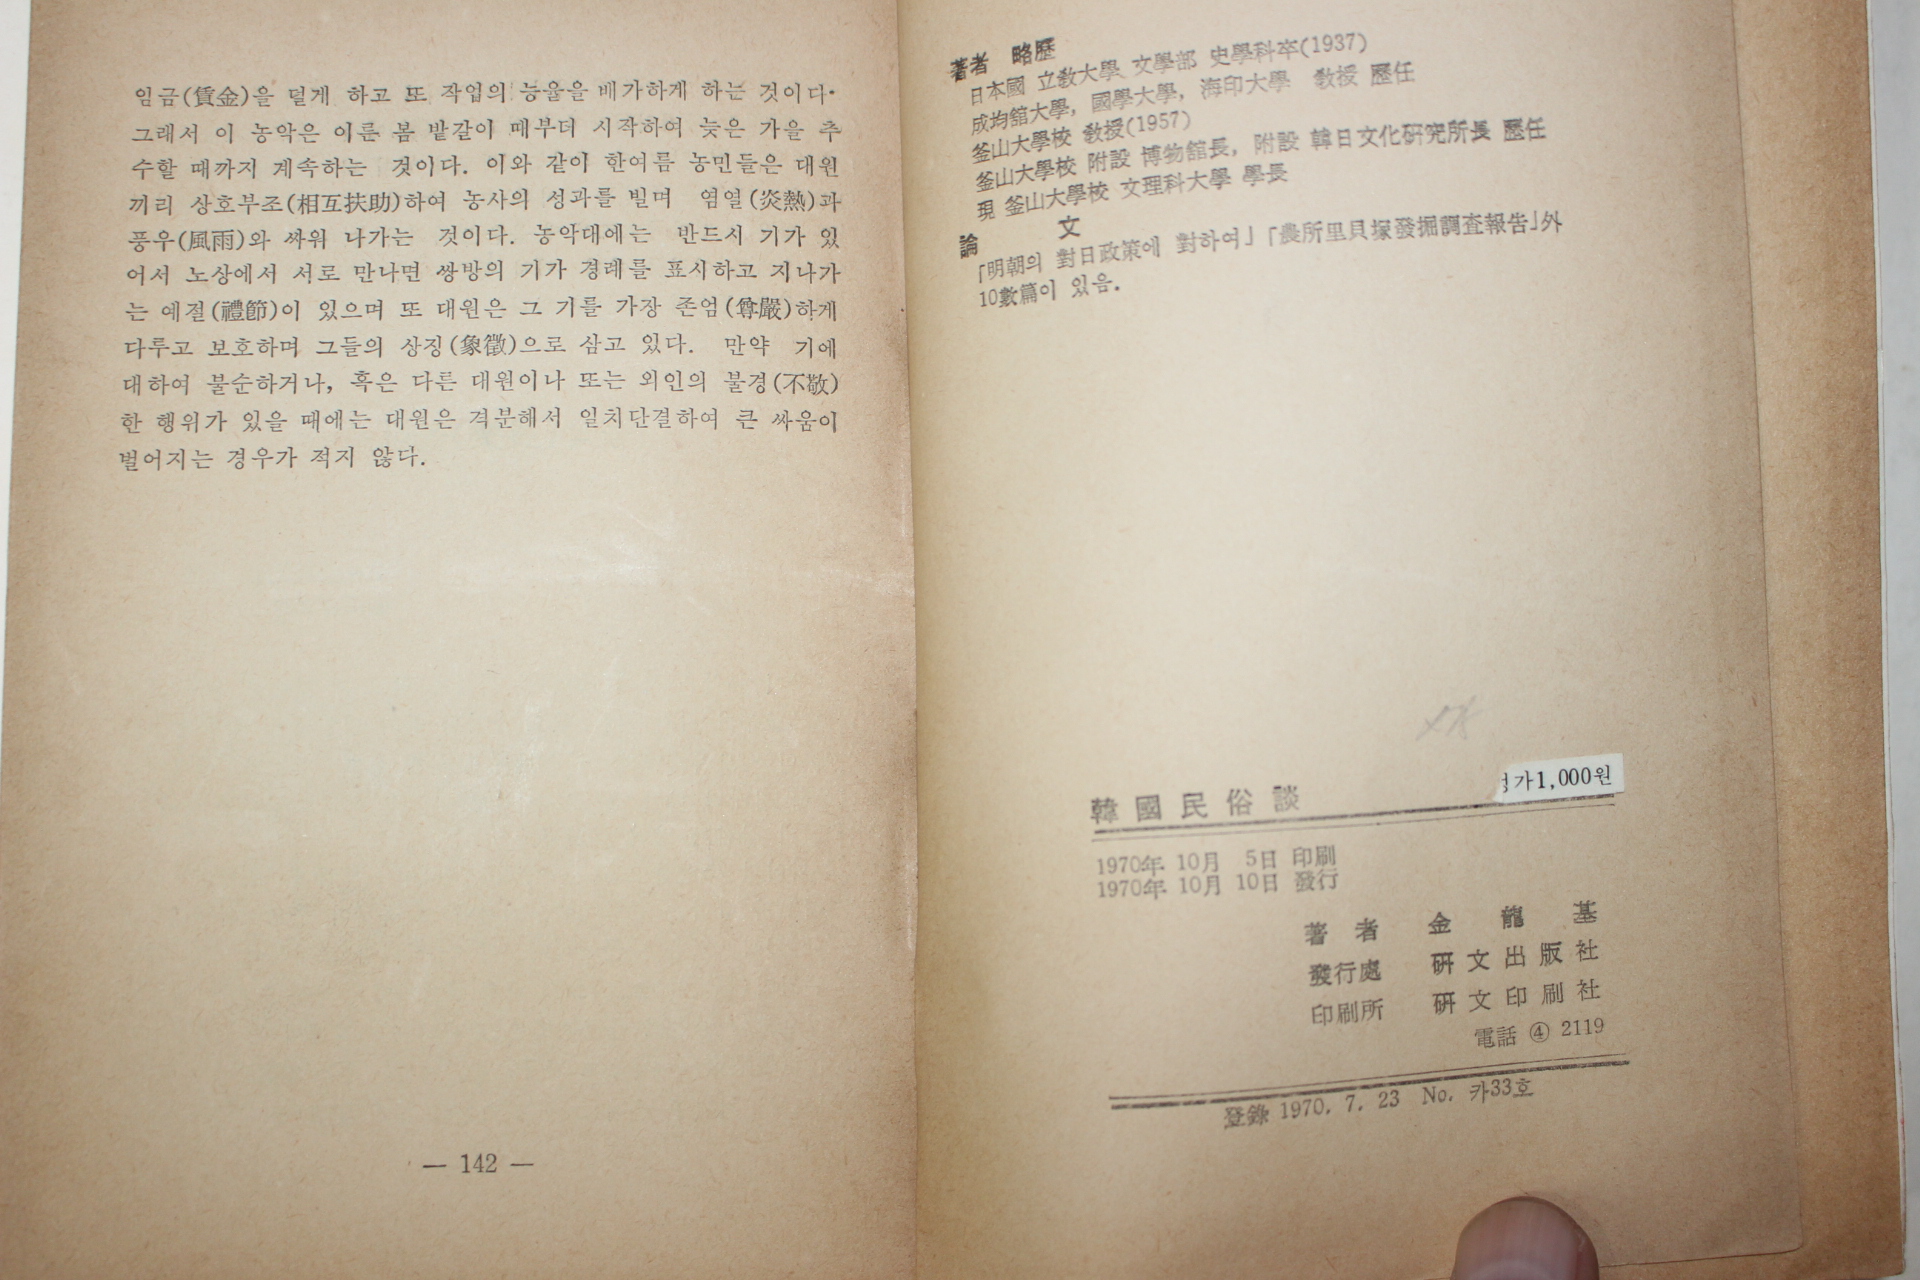 임금(賃金)을 덜게 하고 또 작업의 능율을 배가하게 하는 것이다.
그래서 이 농악은 이른 봄 밭갈이 때부터 시작하여 늦은 가을 추
수할 때까지 계속하는 것이다. 이와 같이 한여름 농민들은 대원
끼리 상호부조(相互扶助)하여 농사의 성과를 빌며 염열(炎熱)과
풍우(風雨)와 싸워 나가는 것이다. 농악대에는 반드시 기가 있
어서 노상에서 서로 만나면 쌍방의 기가 경례를 표시하고 지나가
는 예절(禮節)이 있으며 또 대원은 그 기를 가장 존엄(尊嚴)하게
다루고 보호하며 그들의 상징(象徵)으로 삼고 있다. 만약 기에
대하여 불순하거나, 혹은 다른 대원이나 또는 외인의 불경(不敬)
한 행위가 있을 때에는 대원은 격분해서 일치단결하여 큰 싸움이
벌어지는 경우가 적지 않다.
— 142 —
著者 略歷
日本國 立敎大學 文學部 史學科卒(1937)
成均館大學, 國學大學, 海印大學 敎授 歷任
釜山大學校 敎授(1957)
釜山大學校 附設 博物館長, 附設 韓日文化硏究所長 歷任
現 釜山大學校 文理科大學 學長
論 文
「明朝의 對日政策에 對하여」「農所里貝塚發掘調査報告」外
10數篇이 있음.
가1,000원
韓國民俗談
1970年 10月 5日 印刷
1970年 10月 10日 發行
著者 金龍基
發行處 硏文出版社
印刷所 硏文印刷社
電話 ④ 2119
登錄 1970. 7. 23 No. 카33호